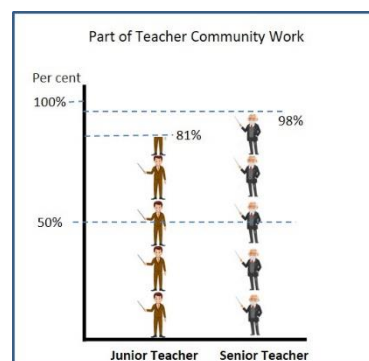 Part of Teacher Community Work
Per cent
100%
98%
81%
50%
Junior Teacher Senior Teacher